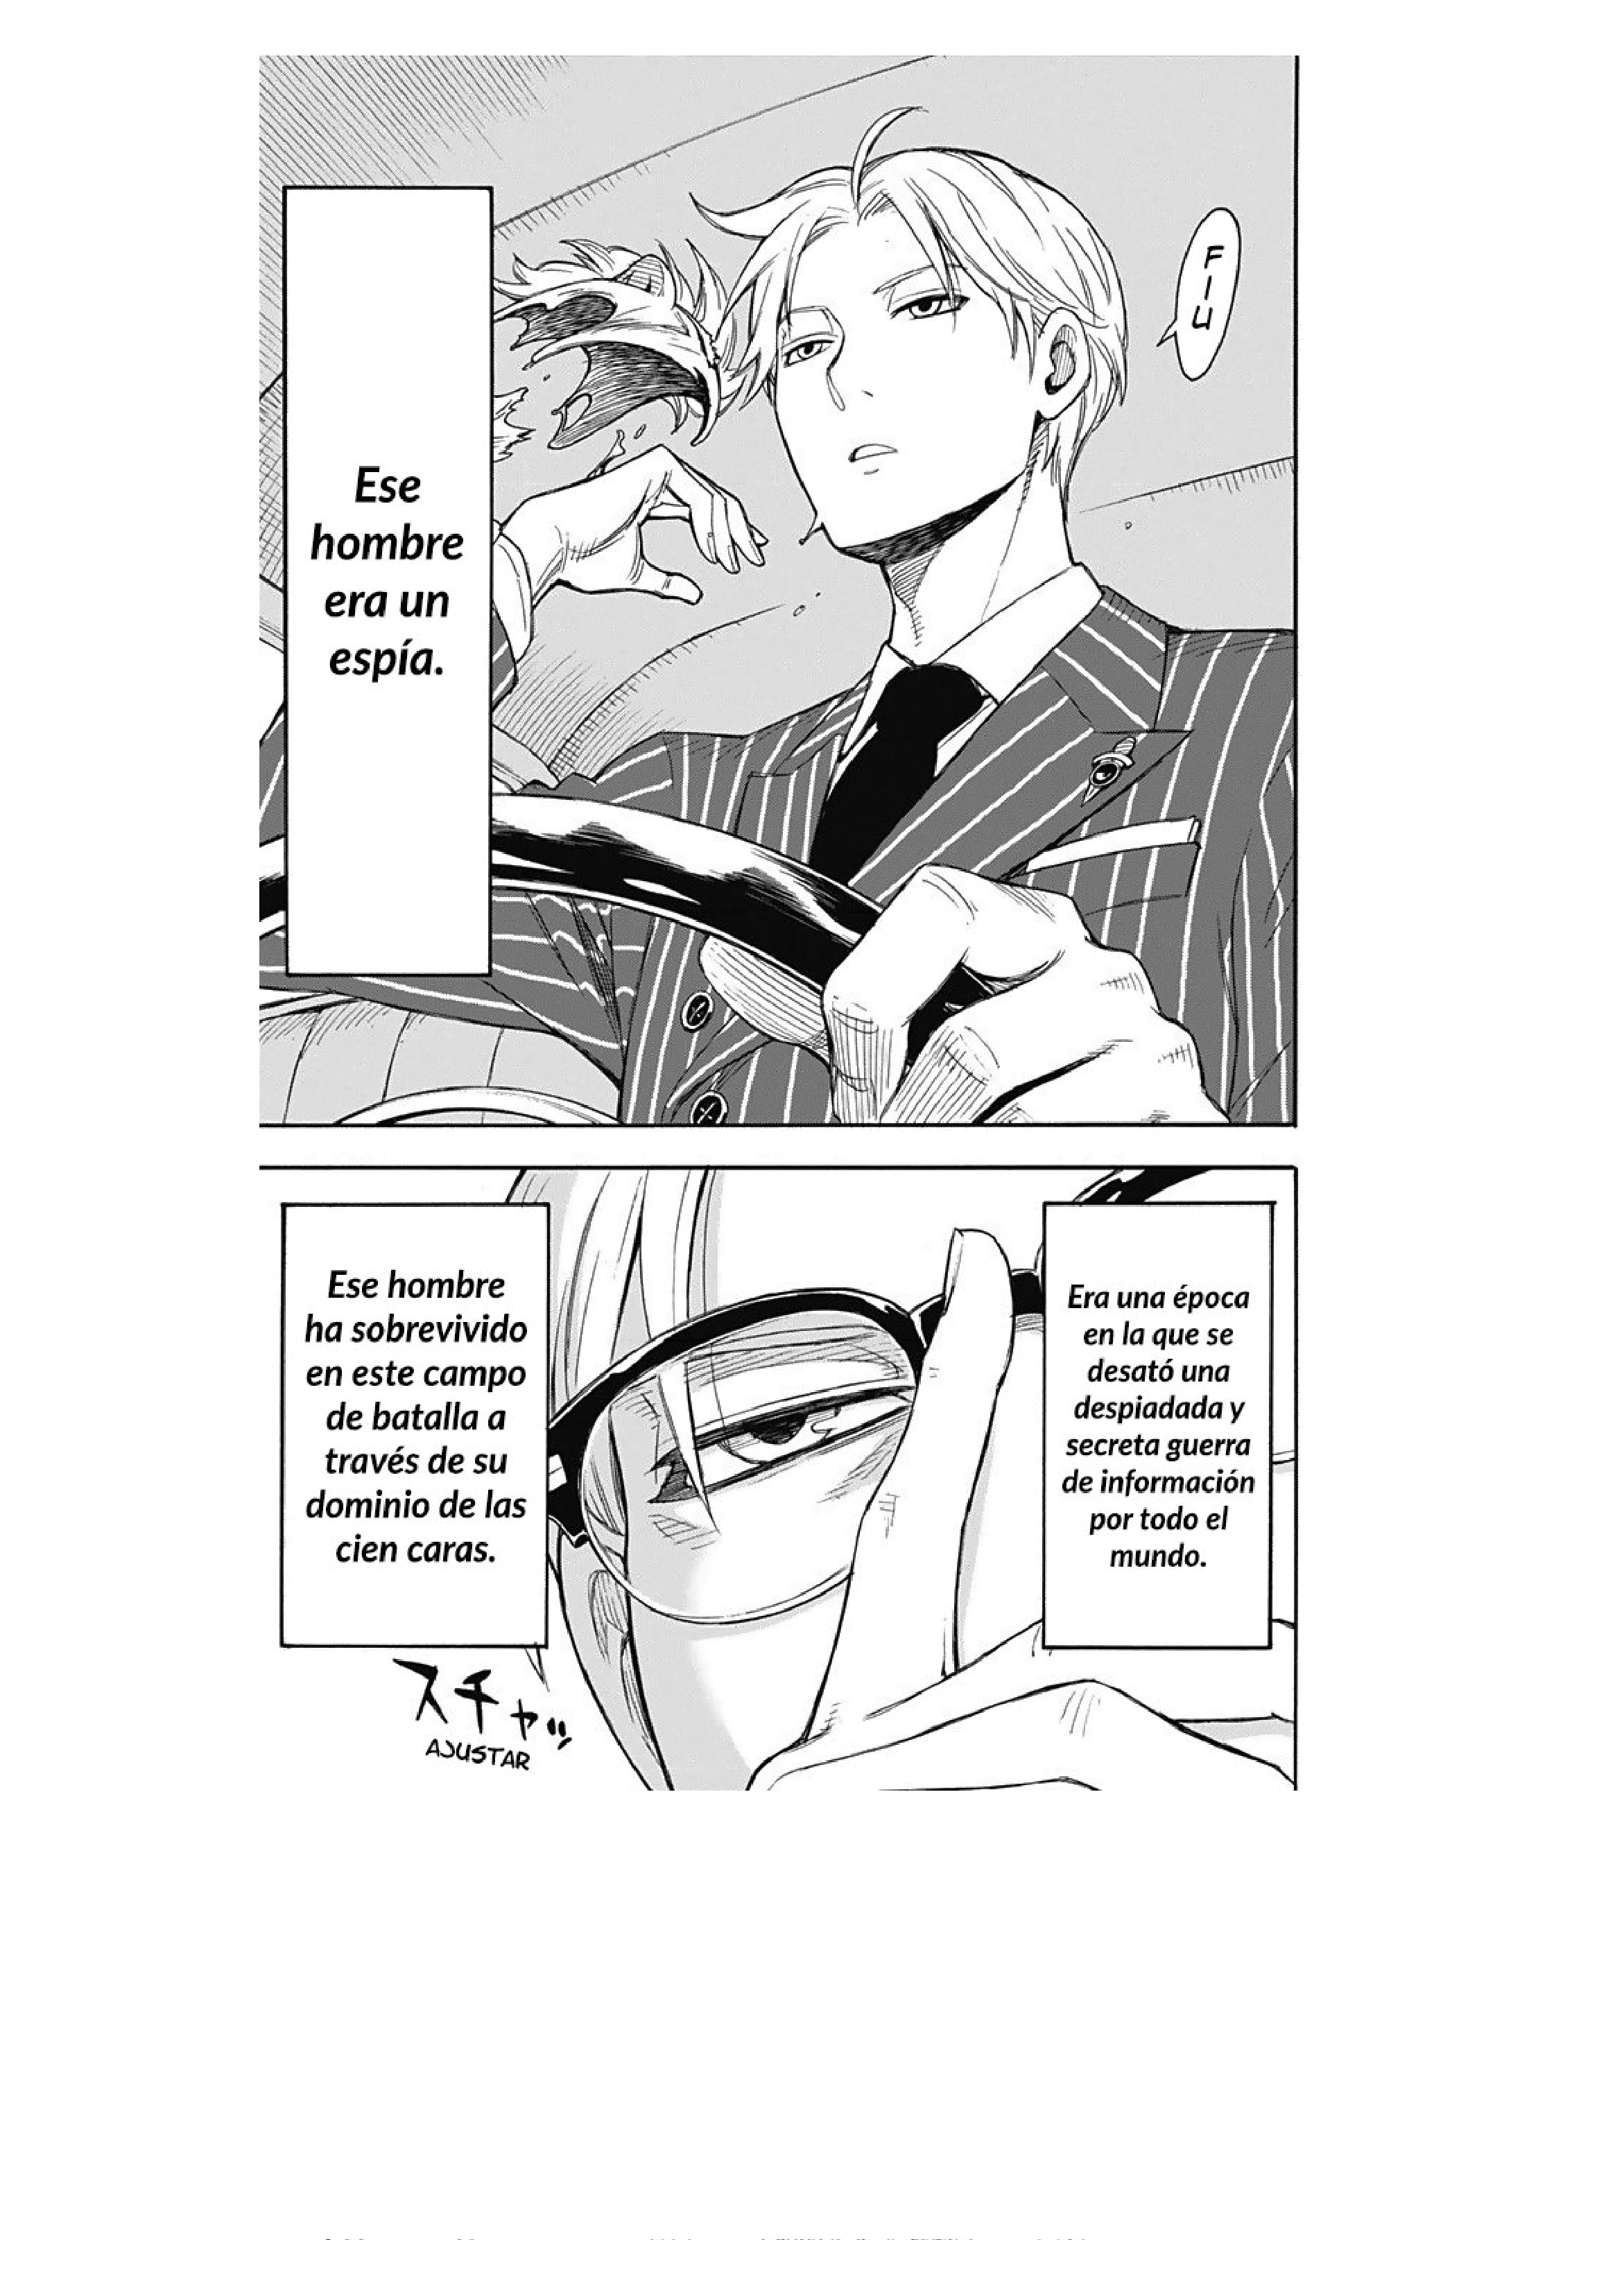 F
I
U
Ese
hombre
era un
espía.
Era una época
en la que se
desató una
despiadada y
secreta guerra
de información
por todo el
mundo.
Ese hombre
ha sobrevivido
en este campo
de batalla a
través de su
dominio de las
cien caras.
スチャッ
AJUSTAR